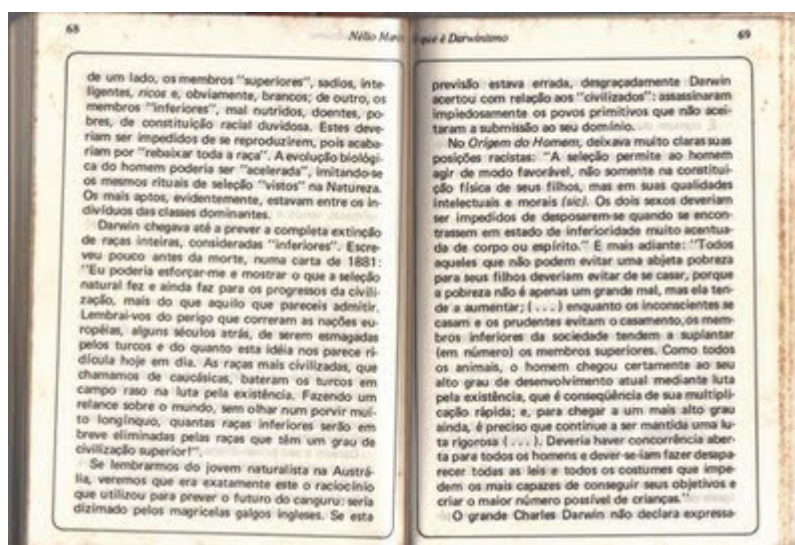 68
Nélio Marc
de um lado, os membros "superiores", sadios, inte-
ligentes, ricos e, obviamente, brancos; de outro, os
membros "inferiores", mal nutridos, doentes, po-
bres, de constituição racial duvidosa. Estes deve-
riam ser impedidos de se reproduzirem, pois acaba-
riam por "rebaixar toda a raça". A evolução biológi-
ca do homem poderia ser "acelerada", imitando-se
os mesmos rituais de seleção "vistos" na Natureza.
Os mais aptos, evidentemente, estavam entre os in-
divíduos das classes dominantes.
Darwin chegava até a prever a completa extinção
de raças inteiras, consideradas "inferiores". Escre-
veu pouco antes da morte, numa carta de 1881:
"Eu poderia esforçar-me e mostrar o que a seleção
natural fez e ainda faz para os progressos da civili-
zação, mais do que aquilo que pareceis admitir.
Lembrai-vos do perigo que correram as nações eu-
ropéias, alguns séculos atrás, de serem esmagadas
pelos turcos e do quanto esta idéia nos parece ri-
dícula hoje em dia. As raças mais civilizadas, que
chamamos de caucásicas, bateram os turcos em
campo raso na luta pela existência. Fazendo um
relance sobre o mundo, sem olhar num porvir mui-
to longínquo, quantas raças inferiores serão em
breve eliminadas pelas raças que têm um grau de
civilização superior!".
Se lembrarmos do jovem naturalista na Austrá-
lia, veremos que era exatamente este o raciocínio
que utilizou para prever o futuro do canguru: seria
dizimado pelos magricelas galgos ingleses. Se esta
que é Darwinismo
69
previsão estava errada, desgraçadamente Darwin
acertou com relação aos "civilizados": assassinaram
impiedosamente os povos primitivos que não acei-
taram a submissão ao seu domínio.
No Origem do Homem, deixava muito claras suas
posições racistas: "A seleção permite ao homem
agir de modo favorável, não somente na constitui-
ção física de seus filhos, mas em suas qualidades
intelectuais e morais (sic). Os dois sexos deveriam
ser impedidos de desposarem-se quando se encon-
trassem em estado de inferioridade muito acentua-
da de corpo ou espírito." E mais adiante: "Todos
aqueles que não podem evitar uma abjeta pobreza
para seus filhos deveriam evitar de se casar, porque
a pobreza não é apenas um grande mal, mas ela ten-
de a aumentar; (...) enquanto os inconscientes se
casam e os prudentes evitam o casamento, os mem-
bros inferiores da sociedade tendem a suplantar
(em número) os membros superiores. Como todos
os animais, o homem chegou certamente ao seu
alto grau de desenvolvimento atual mediante luta
pela existência, que é conseqüência de sua multipli-
cação rápida; e, para chegar a um mais alto grau
ainda, é preciso que continue a ser mantida uma lu-
ta rigorosa (...). Deveria haver concorrência aber-
ta para todos os homens e dever-se-iam fazer desapa-
recer todas as leis e todos os costumes que impe-
dem os mais capazes de conseguir seus objetivos e
criar o maior número possível de crianças."
O grande Charles Darwin não declara expressa-